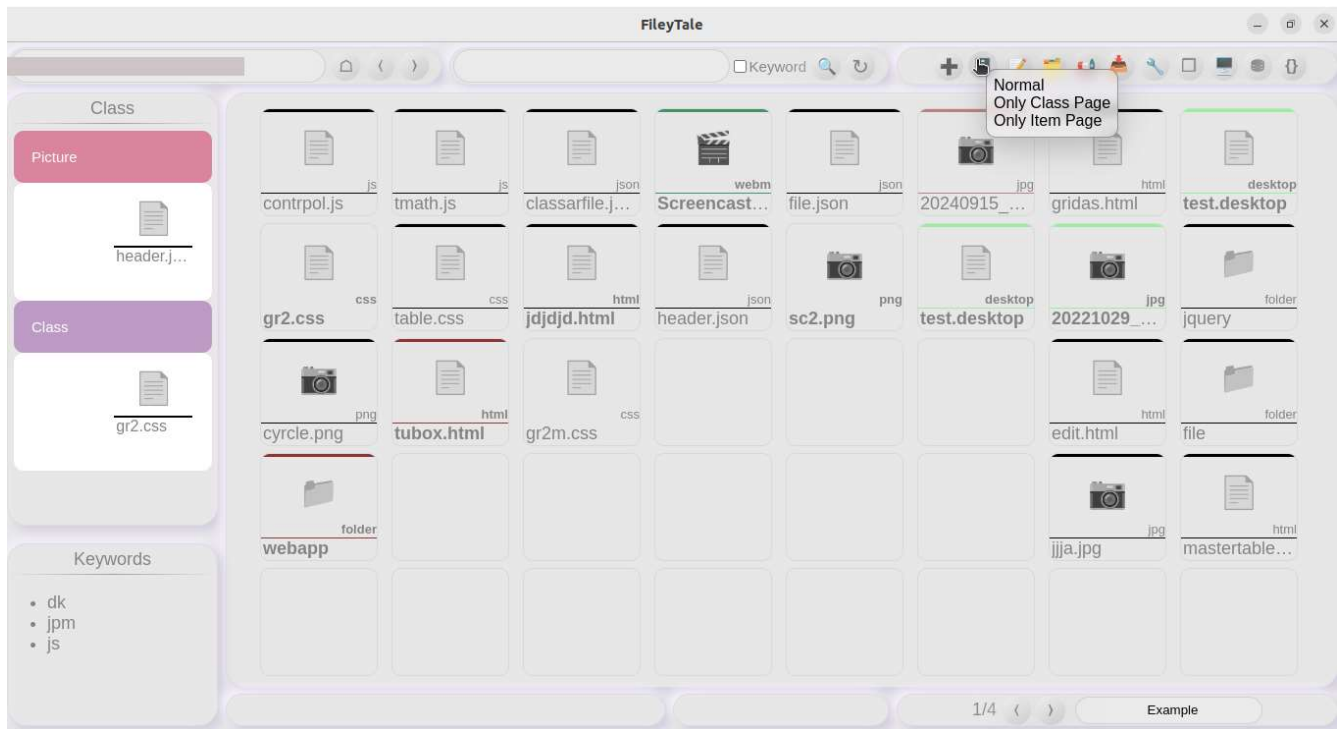 FileyTale
Keyword
Normal
Only Class Page
Only Item Page
Class
Picture
header.j...
Class
gr2.css
Keywords
dk
jpm
js
js
contrpol.js
js
tmath.js
json
classarfile.j...
webm
Screencast...
json
file.json
jpg
20240915_...
html
gridas.html
desktop
test.desktop
css
gr2.css
css
table.css
html
jdjdjd.html
json
header.json
png
sc2.png
desktop
test.desktop
jpg
20221029_...
folder
jquery
png
cyrcle.png
html
tubox.html
css
gr2m.css
html
edit.html
folder
file
folder
webapp
jpg
jjja.jpg
html
mastertable...
1/4
Example